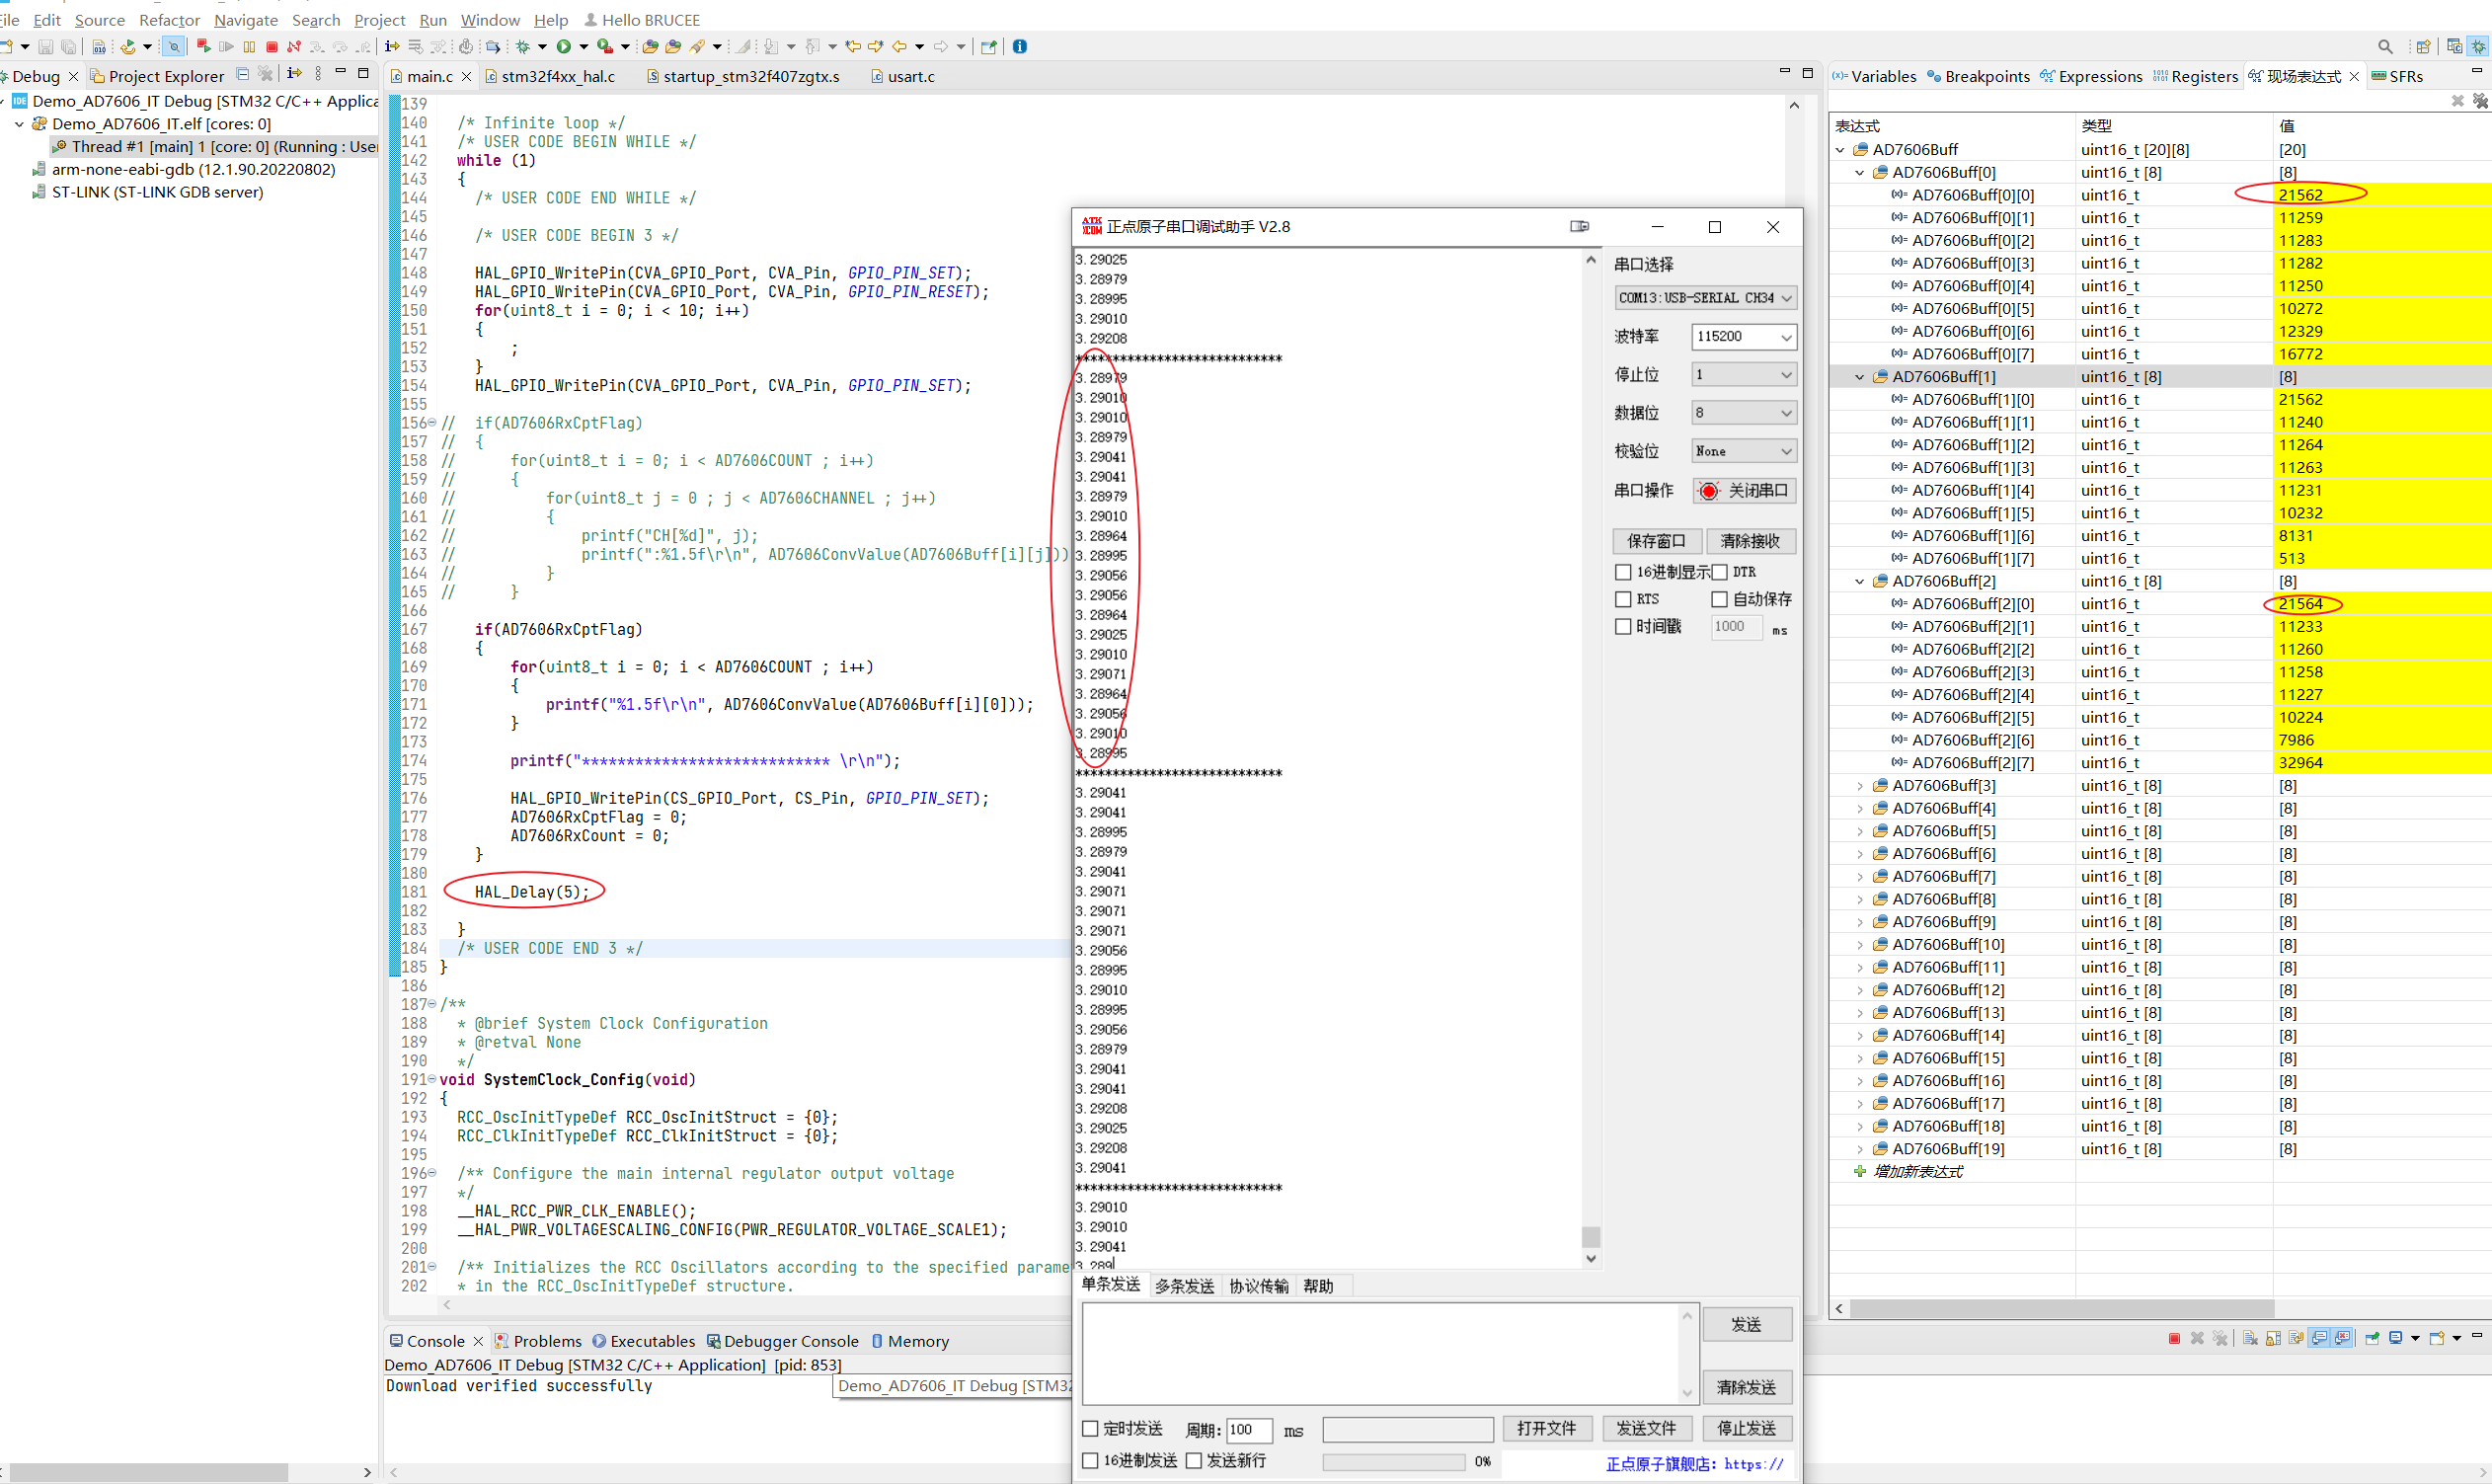 File Edit Source Refactor Navigate Search Project Run Window Help Hello BRUCEE
Debug Project Explorer
Demo_AD7606_IT Debug [STM32 C/C++ Applica
Demo_AD7606_IT.elf [cores: 0]
Thread #1 [main] 1 [core: 0] (Running : User
arm-none-eabi-gdb (12.1.90.20220802)
ST-LINK (ST-LINK GDB server)
main.c stm32f4xx_hal.c startup_stm32f407zgtx.s usart.c
139
140 /* Infinite loop */
141 /* USER CODE BEGIN WHILE */
142 while (1)
143 {
144 /* USER CODE END WHILE */
145
146 /* USER CODE BEGIN 3 */
147
148 HAL_GPIO_WritePin(CVA_GPIO_Port, CVA_Pin, GPIO_PIN_SET);
149 HAL_GPIO_WritePin(CVA_GPIO_Port, CVA_Pin, GPIO_PIN_RESET);
150 for(uint8_t i = 0; i < 10; i++)
151 {
152 ;
153 }
154 HAL_GPIO_WritePin(CVA_GPIO_Port, CVA_Pin, GPIO_PIN_SET);
155
156 // if(AD7606RxCptFlag)
157 // {
158 // for(uint8_t i = 0; i < AD7606COUNT ; i++)
159 // {
160 // for(uint8_t j = 0 ; j < AD7606CHANNEL ; j++)
161 // {
162 // printf("CH[%d]", j);
163 // printf(":%1.5f\r\n", AD7606ConvValue(AD7606Buff[i][j]))
164 // }
165 // }
166
167 if(AD7606RxCptFlag)
168 {
169 for(uint8_t i = 0; i < AD7606COUNT ; i++)
170 {
171 printf("%1.5f\r\n", AD7606ConvValue(AD7606Buff[i][0]));
172 }
173
174 printf("**************************** \r\n");
175
176 HAL_GPIO_WritePin(CS_GPIO_Port, CS_Pin, GPIO_PIN_SET);
177 AD7606RxCptFlag = 0;
178 AD7606RxCount = 0;
179 }
180
181 HAL_Delay(5);
182
183 }
184 /* USER CODE END 3 */
185 }
186
187 /**
188 * @brief System Clock Configuration
189 * @retval None
190 */
191 void SystemClock_Config(void)
192 {
193 RCC_OscInitTypeDef RCC_OscInitStruct = {0};
194 RCC_ClkInitTypeDef RCC_ClkInitStruct = {0};
195
196 /** Configure the main internal regulator output voltage
197 */
198 __HAL_RCC_PWR_CLK_ENABLE();
199 __HAL_PWR_VOLTAGESCALING_CONFIG(PWR_REGULATOR_VOLTAGE_SCALE1);
200
201 /** Initializes the RCC Oscillators according to the specified parame
202 * in the RCC_OscInitTypeDef structure.
正点原子串口调试助手 V2.8
3.29025
3.28979
3.28995
3.29010
3.29208
****************************
3.28979
3.29010
3.29010
3.28979
3.29041
3.29041
3.28979
3.29010
3.28964
3.28995
3.29056
3.29056
3.28964
3.29025
3.29010
3.29071
3.28964
3.29056
3.29010
3.28995
****************************
3.29041
3.29041
3.28995
3.28979
3.29041
3.29071
3.29071
3.29071
3.29056
3.28995
3.29010
3.28995
3.29056
3.28979
3.29041
3.29041
3.29208
3.29025
3.29208
3.29041
****************************
3.29010
3.29010
3.29041
3.289
串口选择
COM13:USB-SERIAL CH34
波特率 115200
停止位 1
数据位 8
校验位 None
串口操作 关闭串口
保存窗口 清除接收
16进制显示 DTR
RTS 自动保存
时间戳 1000 ms
单条发送 多条发送 协议传输 帮助
发送
清除发送
定时发送 周期: 100 ms 打开文件 发送文件 停止发送
16进制发送 发送新行 0% 正点原子旗舰店: https://
Variables Breakpoints Expressions Registers 现场表达式 SFRs
表达式 类型 值
AD7606Buff uint16_t [20][8] [20]
AD7606Buff[0] uint16_t [8] [8]
AD7606Buff[0][0] uint16_t 21562
AD7606Buff[0][1] uint16_t 11259
AD7606Buff[0][2] uint16_t 11283
AD7606Buff[0][3] uint16_t 11282
AD7606Buff[0][4] uint16_t 11250
AD7606Buff[0][5] uint16_t 10272
AD7606Buff[0][6] uint16_t 12329
AD7606Buff[0][7] uint16_t 16772
AD7606Buff[1] uint16_t [8] [8]
AD7606Buff[1][0] uint16_t 21562
AD7606Buff[1][1] uint16_t 11240
AD7606Buff[1][2] uint16_t 11264
AD7606Buff[1][3] uint16_t 11263
AD7606Buff[1][4] uint16_t 11231
AD7606Buff[1][5] uint16_t 10232
AD7606Buff[1][6] uint16_t 8131
AD7606Buff[1][7] uint16_t 513
AD7606Buff[2] uint16_t [8] [8]
AD7606Buff[2][0] uint16_t 21564
AD7606Buff[2][1] uint16_t 11233
AD7606Buff[2][2] uint16_t 11260
AD7606Buff[2][3] uint16_t 11258
AD7606Buff[2][4] uint16_t 11227
AD7606Buff[2][5] uint16_t 10224
AD7606Buff[2][6] uint16_t 7986
AD7606Buff[2][7] uint16_t 32964
AD7606Buff[3] uint16_t [8] [8]
AD7606Buff[4] uint16_t [8] [8]
AD7606Buff[5] uint16_t [8] [8]
AD7606Buff[6] uint16_t [8] [8]
AD7606Buff[7] uint16_t [8] [8]
AD7606Buff[8] uint16_t [8] [8]
AD7606Buff[9] uint16_t [8] [8]
AD7606Buff[10] uint16_t [8] [8]
AD7606Buff[11] uint16_t [8] [8]
AD7606Buff[12] uint16_t [8] [8]
AD7606Buff[13] uint16_t [8] [8]
AD7606Buff[14] uint16_t [8] [8]
AD7606Buff[15] uint16_t [8] [8]
AD7606Buff[16] uint16_t [8] [8]
AD7606Buff[17] uint16_t [8] [8]
AD7606Buff[18] uint16_t [8] [8]
AD7606Buff[19] uint16_t [8] [8]
增加新表达式
Console Problems Executables Debugger Console Memory
Demo_AD7606_IT Debug [STM32 C/C++ Application] [pid: 853]
Download verified successfully
Demo_AD7606_IT Debug [STM32